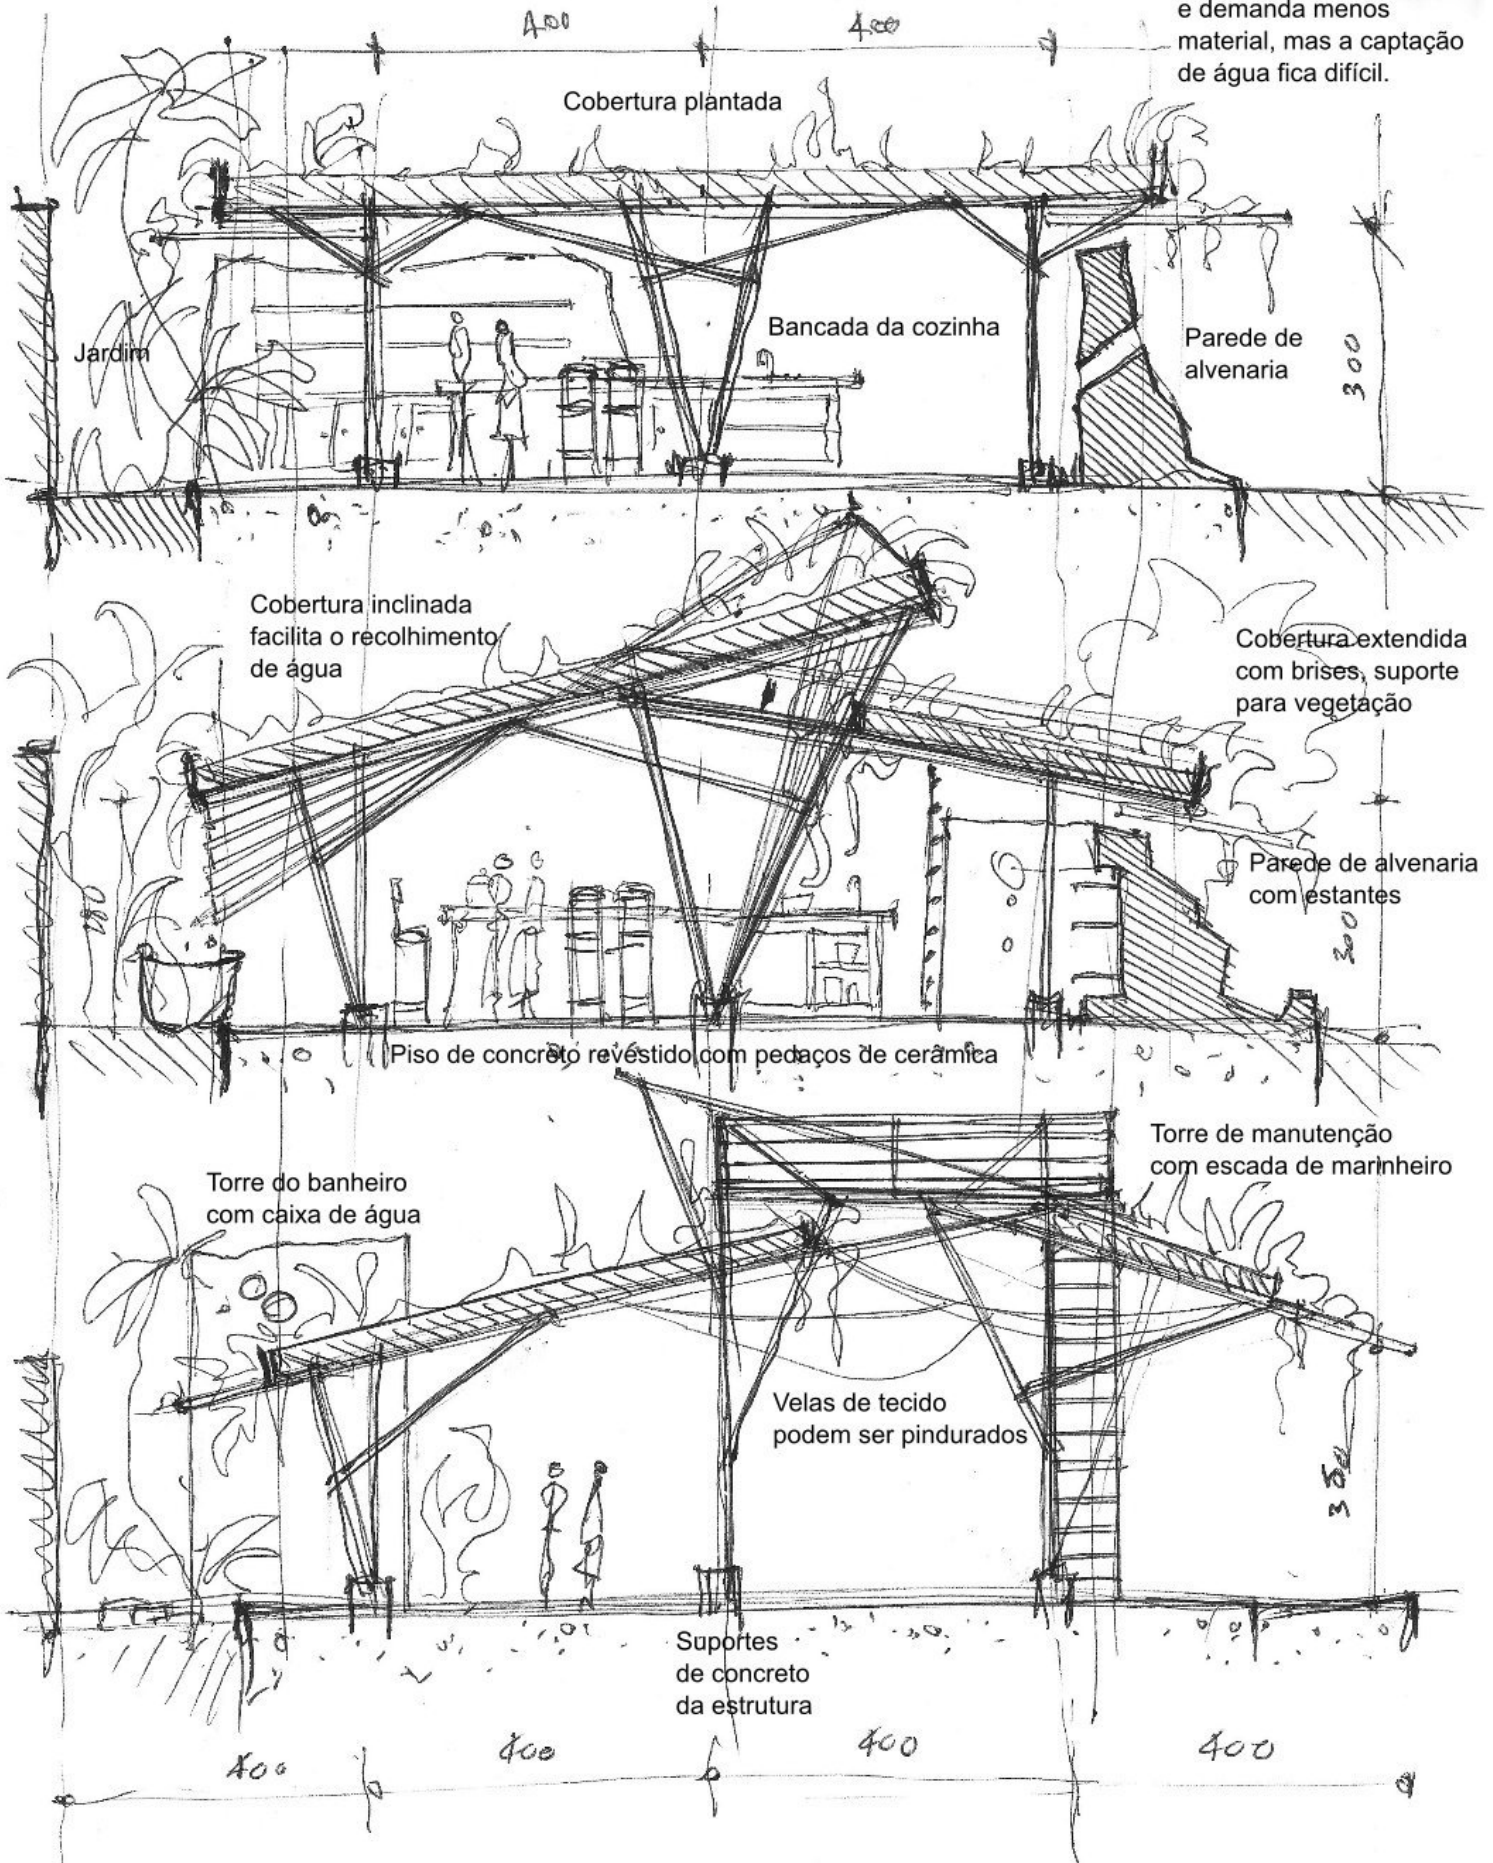 e demanda menos
material, mas a captação
de água fica difícil.
400
400
Cobertura plantada
Jardim
Bancada da cozinha
Parede de
alvenaria
300
Cobertura inclinada
facilita o recolhimento
de água
Cobertura extendida
com brises, suporte
para vegetação
Parede de alvenaria
com estantes
180
300
Piso de concreto revestido com pedaços de cerâmica
Torre de manutenção
com escada de marinheiro
Torre do banheiro
com caixa de água
Velas de tecido
podem ser pindurados
350
Suportes
de concreto
da estrutura
400
400
400
400